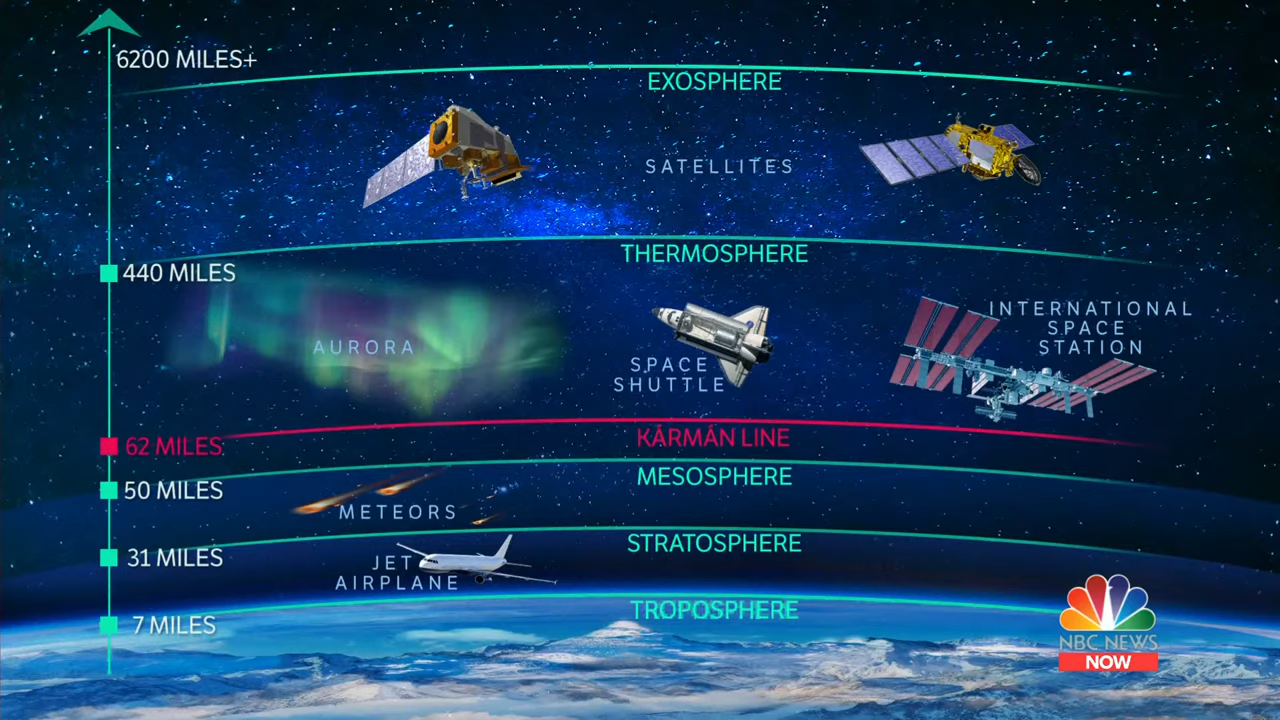 6200 MILES+
EXOSPHERE
SATELLITES
THERMOSPHERE
440 MILES
AURORA
SPACE
SHUTTLE
INTERNATIONAL
SPACE
STATION
KÁRMÁN LINE
62 MILES
MESOSPHERE
50 MILES
METEORS
STRATOSPHERE
31 MILES
JET
AIRPLANE
TROPOSPHERE
7 MILES
NBC NEWS
NOW